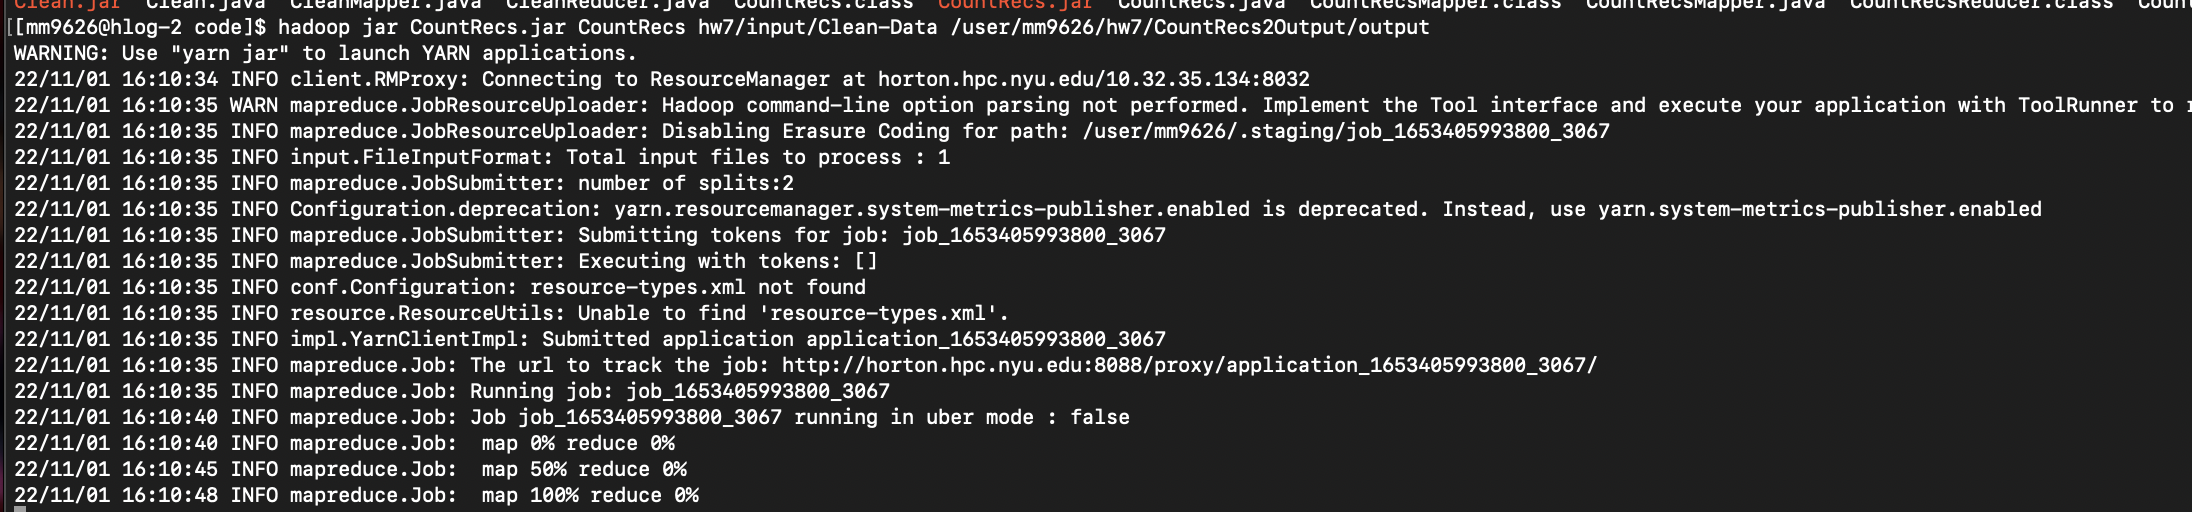 Clean.jar Clean.java CleanMapper.java CleanReducer.java CountRecs.class CountRecs.jar CountRecs.java CountRecsMapper.class CountRecsMapper.java CountRecsReducer.class
[[mm9626@hlog-2 code]$ hadoop jar CountRecs.jar CountRecs hw7/input/Clean-Data /user/mm9626/hw7/CountRecs2Output/output
WARNING: Use "yarn jar" to launch YARN applications.
22/11/01 16:10:34 INFO client.RMProxy: Connecting to ResourceManager at horton.hpc.nyu.edu/10.32.35.134:8032
22/11/01 16:10:35 WARN mapreduce.JobResourceUploader: Hadoop command-line option parsing not performed. Implement the Tool interface and execute your application with ToolRunner to
22/11/01 16:10:35 INFO mapreduce.JobResourceUploader: Disabling Erasure Coding for path: /user/mm9626/.staging/job_1653405993800_3067
22/11/01 16:10:35 INFO input.FileInputFormat: Total input files to process : 1
22/11/01 16:10:35 INFO mapreduce.JobSubmitter: number of splits:2
22/11/01 16:10:35 INFO Configuration.deprecation: yarn.resourcemanager.system-metrics-publisher.enabled is deprecated. Instead, use yarn.system-metrics-publisher.enabled
22/11/01 16:10:35 INFO mapreduce.JobSubmitter: Submitting tokens for job: job_1653405993800_3067
22/11/01 16:10:35 INFO mapreduce.JobSubmitter: Executing with tokens: []
22/11/01 16:10:35 INFO conf.Configuration: resource-types.xml not found
22/11/01 16:10:35 INFO resource.ResourceUtils: Unable to find 'resource-types.xml'.
22/11/01 16:10:35 INFO impl.YarnClientImpl: Submitted application application_1653405993800_3067
22/11/01 16:10:35 INFO mapreduce.Job: The url to track the job: http://horton.hpc.nyu.edu:8088/proxy/application_1653405993800_3067/
22/11/01 16:10:35 INFO mapreduce.Job: Running job: job_1653405993800_3067
22/11/01 16:10:40 INFO mapreduce.Job: Job job_1653405993800_3067 running in uber mode : false
22/11/01 16:10:40 INFO mapreduce.Job:  map 0% reduce 0%
22/11/01 16:10:45 INFO mapreduce.Job:  map 50% reduce 0%
22/11/01 16:10:48 INFO mapreduce.Job:  map 100% reduce 0%